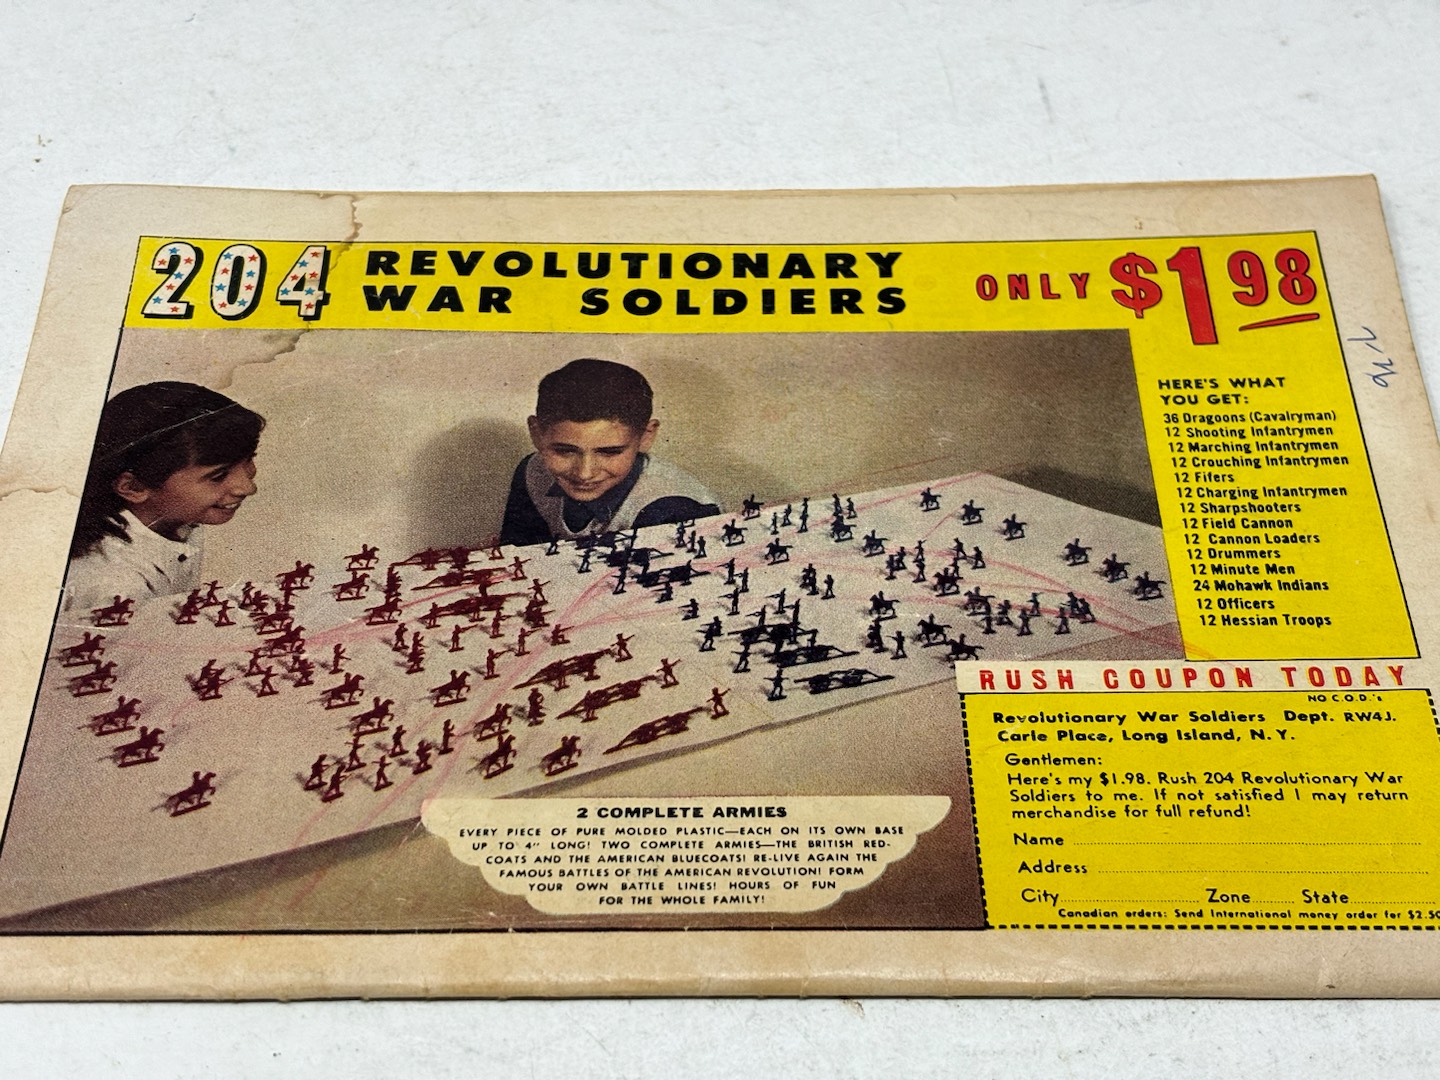 204 REVOLUTIONARY
WAR SOLDIERS
ONLY $1.98
HERE'S WHAT
YOU GET:
36 Dragoons (Cavalryman)
12 Shooting Infantrymen
12 Marching Infantrymen
12 Crouching Infantrymen
12 Fifers
12 Charging Infantrymen
12 Sharpshooters
12 Field Cannon
12 Cannon Loaders
12 Drummers
12 Minute Men
24 Mohawk Indians
12 Officers
12 Hessian Troops
2 COMPLETE ARMIES
EVERY PIECE OF PURE MOLDED PLASTIC—EACH ON ITS OWN BASE
UP TO 4" LONG! TWO COMPLETE ARMIES—THE BRITISH RED-
COATS AND THE AMERICAN BLUECOATS! RE-LIVE AGAIN THE
FAMOUS BATTLES OF THE AMERICAN REVOLUTION! FORM
YOUR OWN BATTLE LINES! HOURS OF FUN
FOR THE WHOLE FAMILY!
RUSH COUPON TODAY
NO C.O.D.'s
Revolutionary War Soldiers Dept. RW4J.
Carle Place, Long Island, N.Y.
Gentlemen:
Here's my $1.98. Rush 204 Revolutionary War
Soldiers to me. If not satisfied I may return
merchandise for full refund!
Name
Address
City Zone State
Canadian orders: Send International money order for $2.50